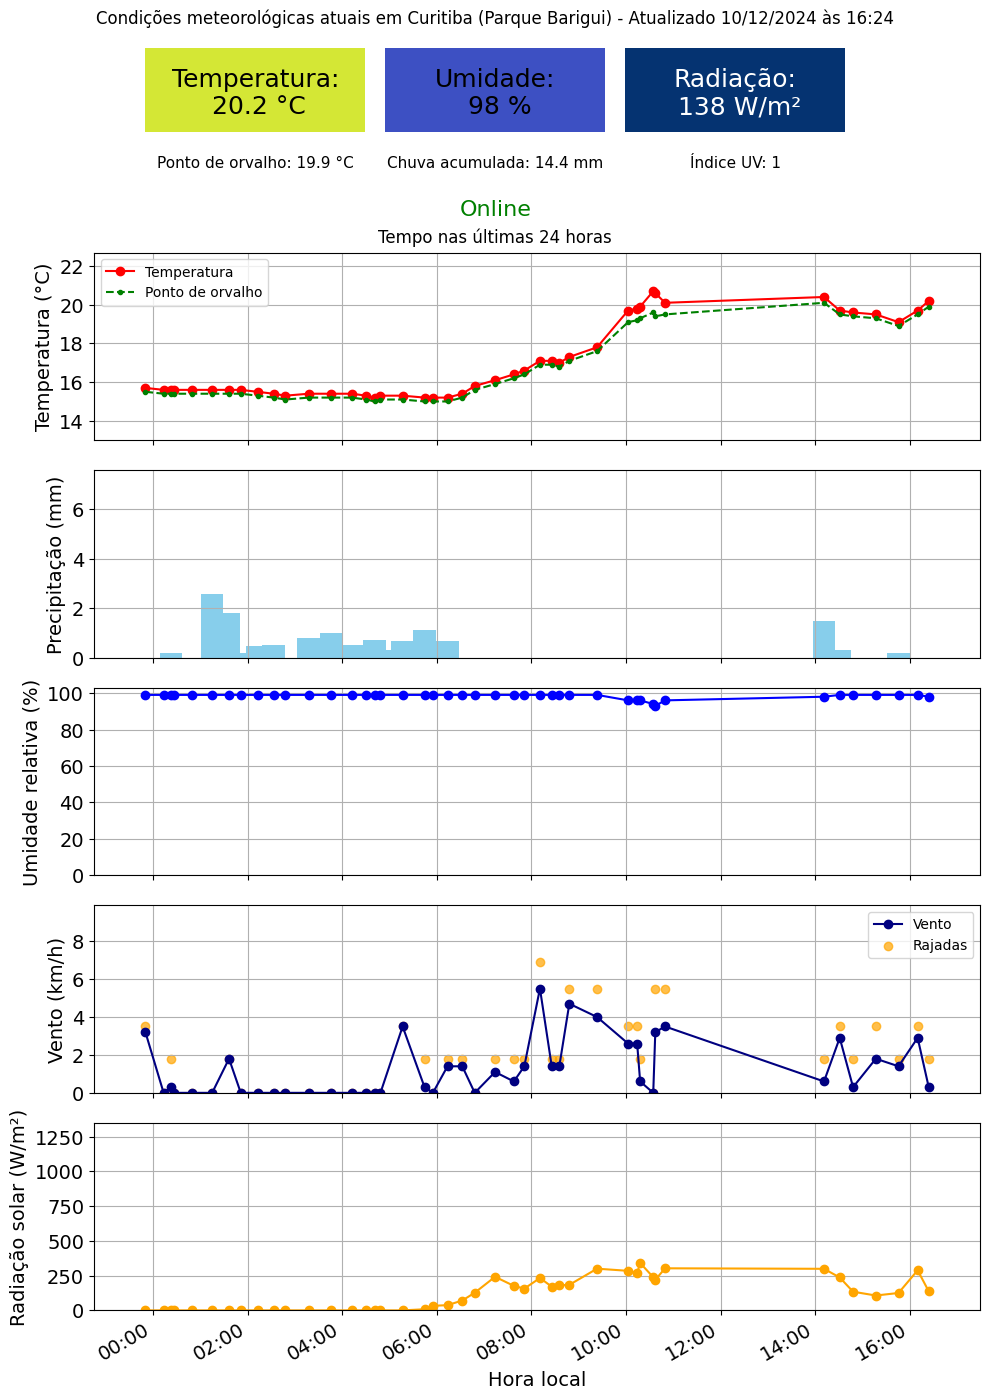 Condições meteorológicas atuais em Curitiba (Parque Barigui) - Atualizado 10/12/2024 às 16:24
Temperatura:
20.2 °C
Umidade:
98 %
Radiação:
138 W/m²
Ponto de orvalho: 19.9 °C
Chuva acumulada: 14.4 mm
Índice UV: 1
Online
Tempo nas últimas 24 horas
Temperatura (°C)
22
20
18
16
14
Temperatura
Ponto de orvalho
Precipitação (mm)
6
4
2
0
Umidade relativa (%)
100
80
60
40
20
0
Vento (km/h)
8
6
4
2
0
Vento
Rajadas
Radiação solar (W/m²)
1250
1000
750
500
250
0
00:00
02:00
04:00
06:00
08:00
10:00
12:00
14:00
16:00
Hora local